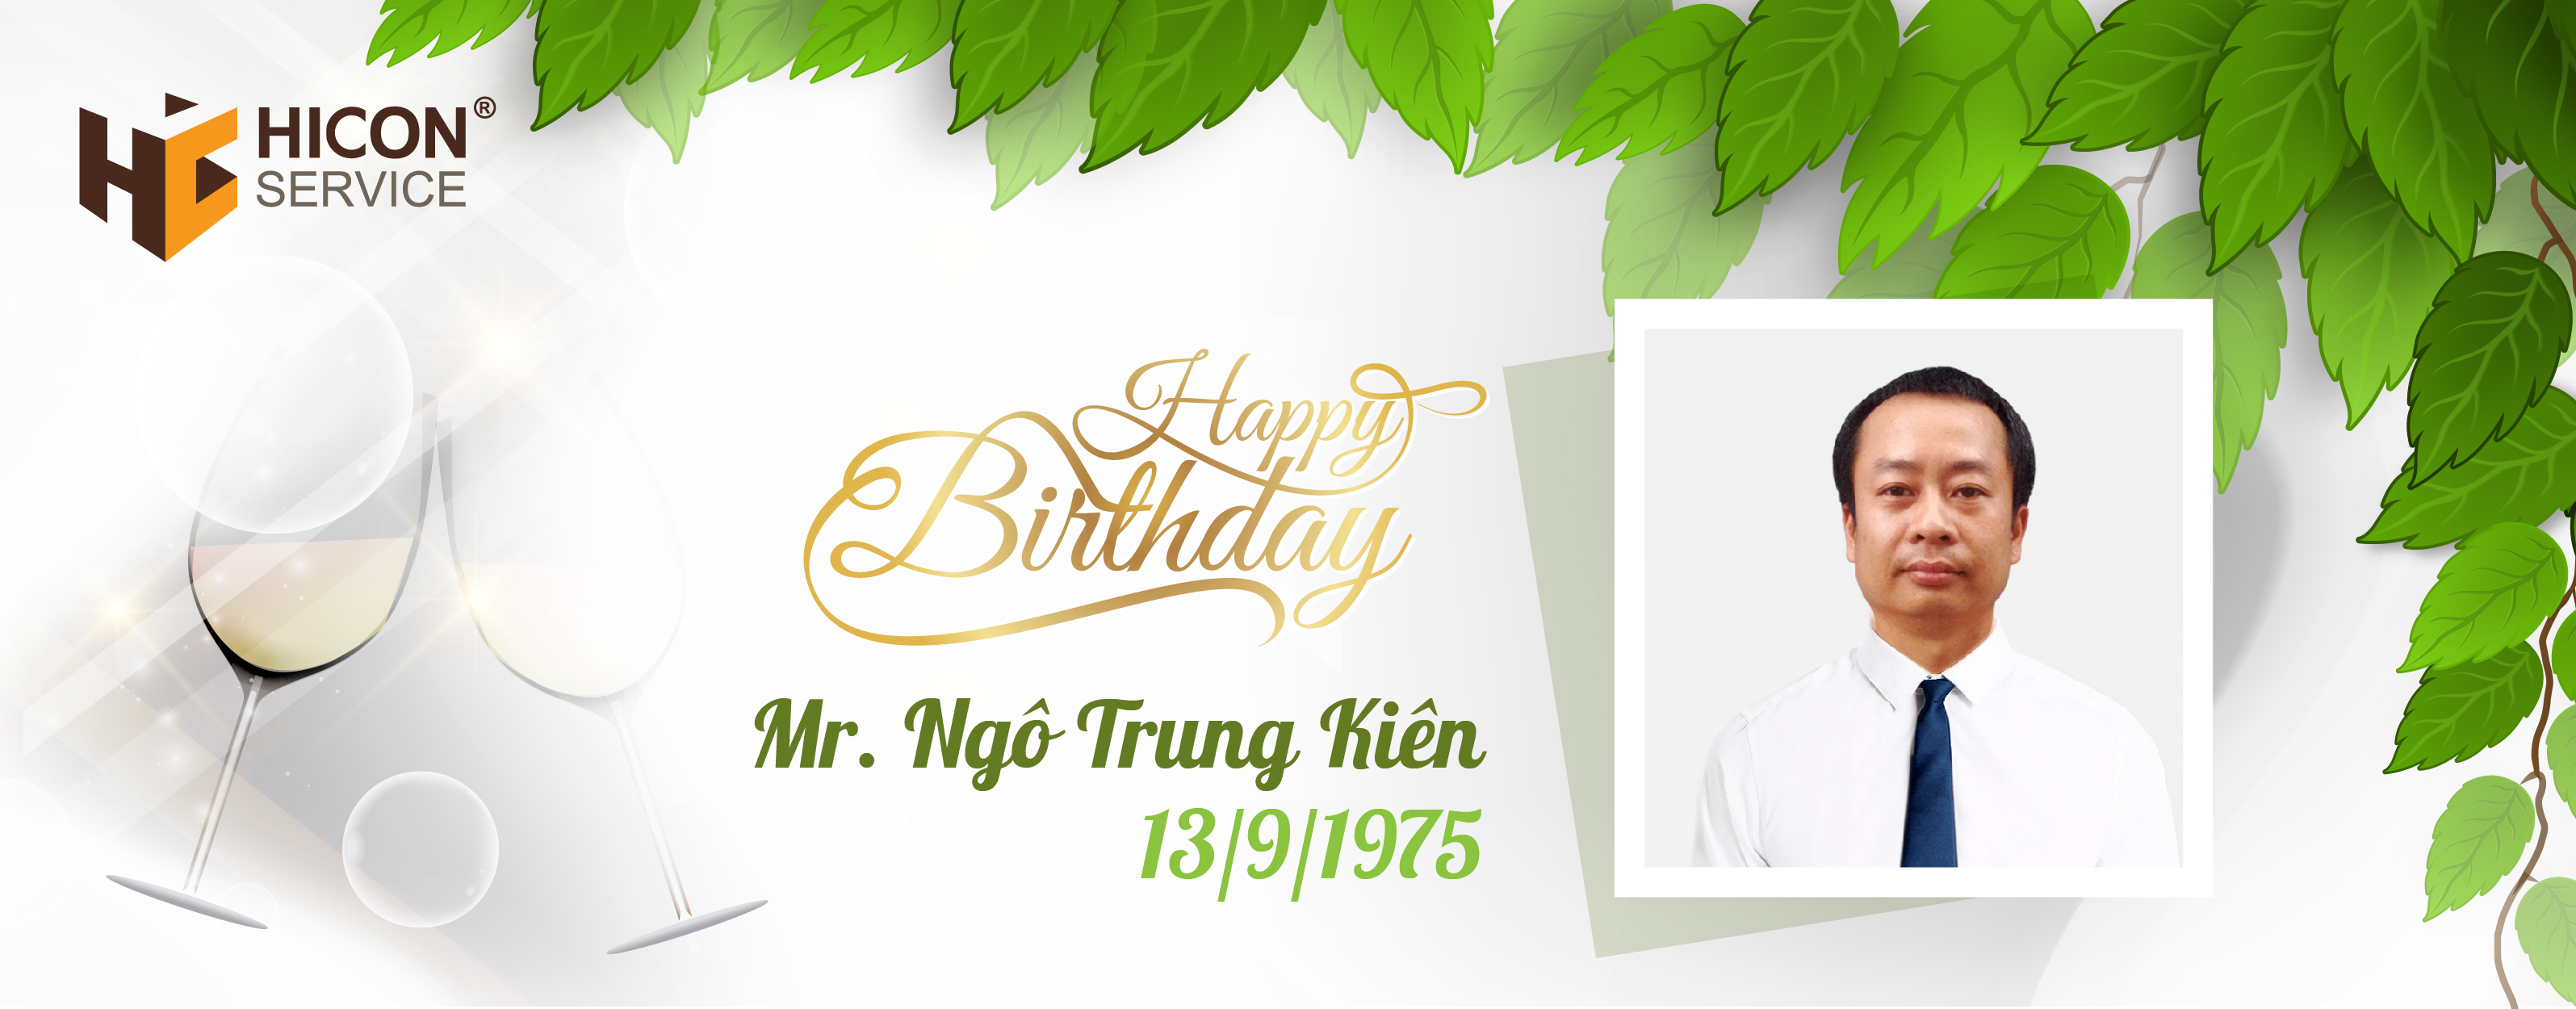 HICON®
SERVICE
Happy
Birthday
Mr. Ngô Trung Kiên
13/9/1975